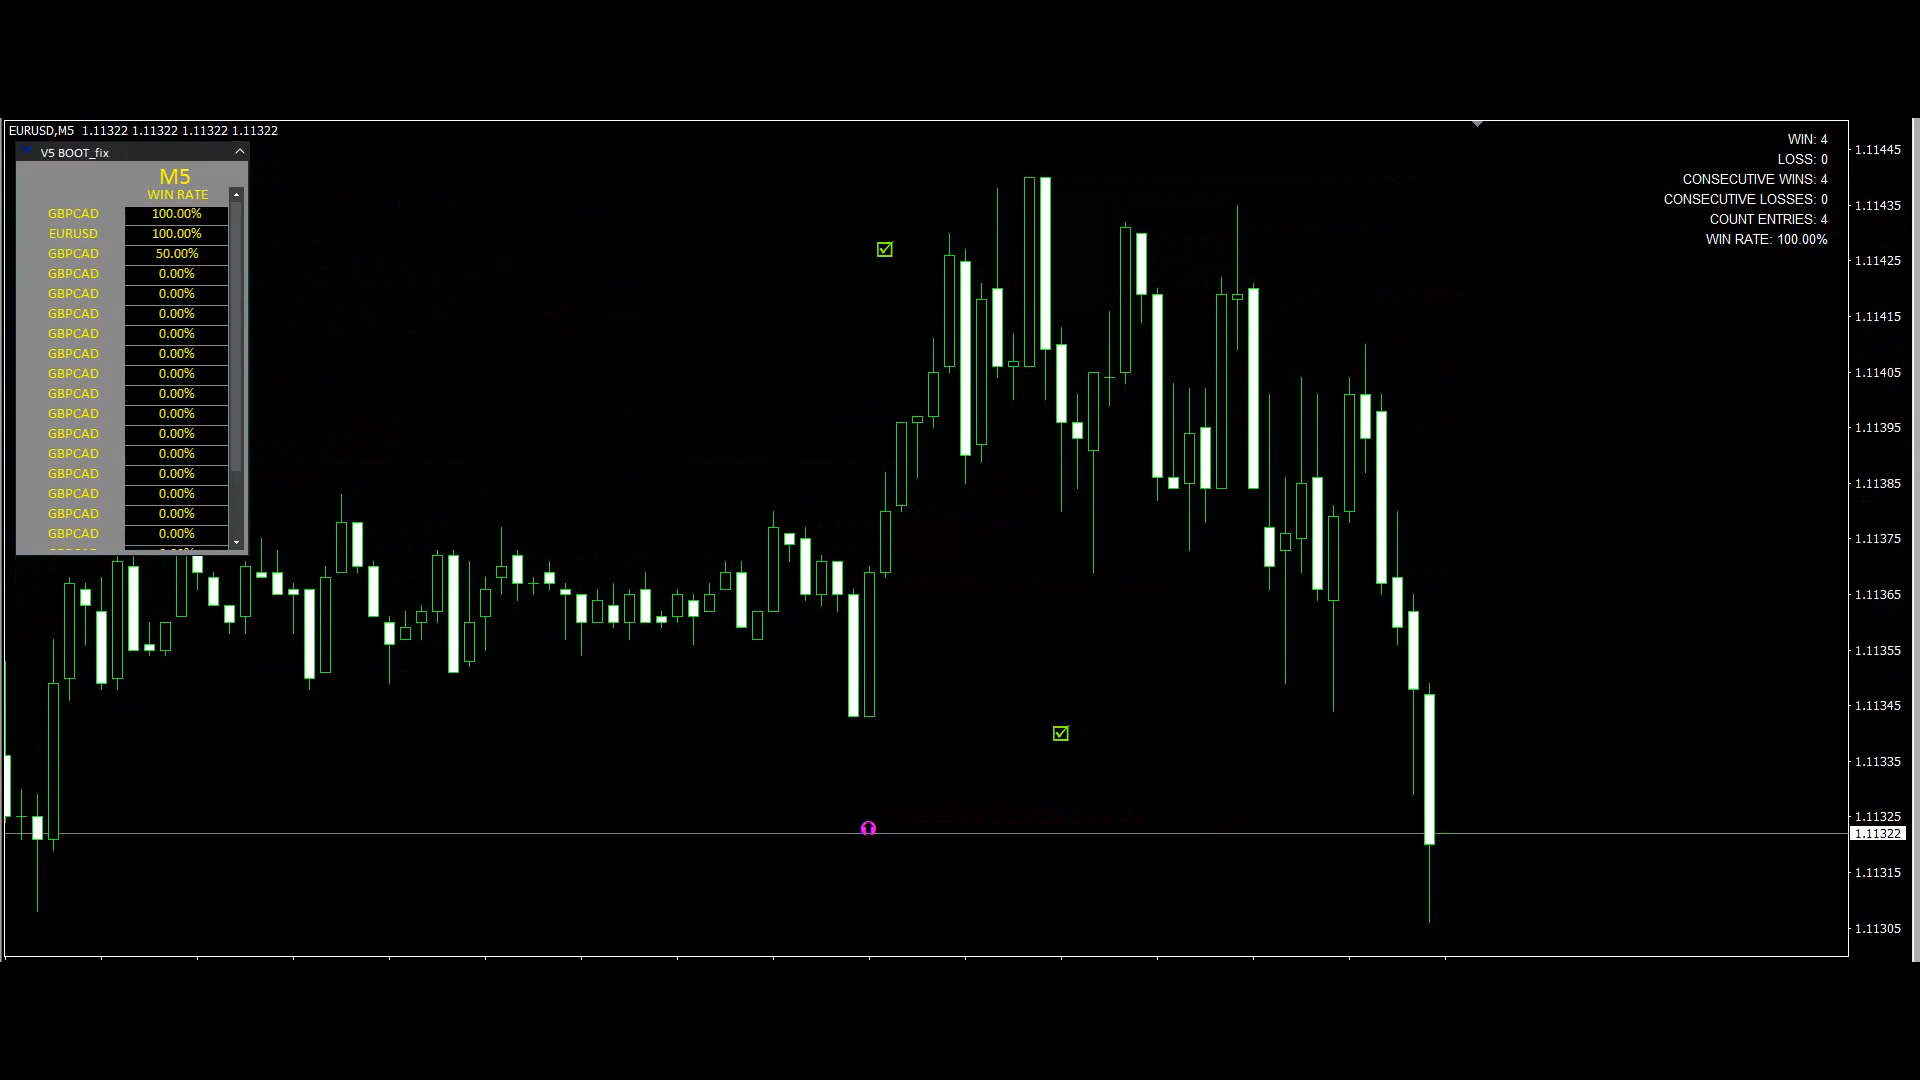 EURUSD,M5 1.11322 1.11322 1.11322 1.11322
V5 BOOT_fix
M5
WIN RATE
GBPCAD 100.00%
EURUSD 100.00%
GBPCAD 50.00%
GBPCAD 0.00%
GBPCAD 0.00%
GBPCAD 0.00%
GBPCAD 0.00%
GBPCAD 0.00%
GBPCAD 0.00%
GBPCAD 0.00%
GBPCAD 0.00%
GBPCAD 0.00%
GBPCAD 0.00%
GBPCAD 0.00%
GBPCAD 0.00%
GBPCAD 0.00%
GBPCAD 0.00%
WIN: 4
LOSS: 0
CONSECUTIVE WINS: 4
CONSECUTIVE LOSSES: 0
COUNT ENTRIES: 4
WIN RATE: 100.00%
1.11445
1.11435
1.11425
1.11415
1.11405
1.11395
1.11385
1.11375
1.11365
1.11355
1.11345
1.11335
1.11325
1.11322
1.11315
1.11305